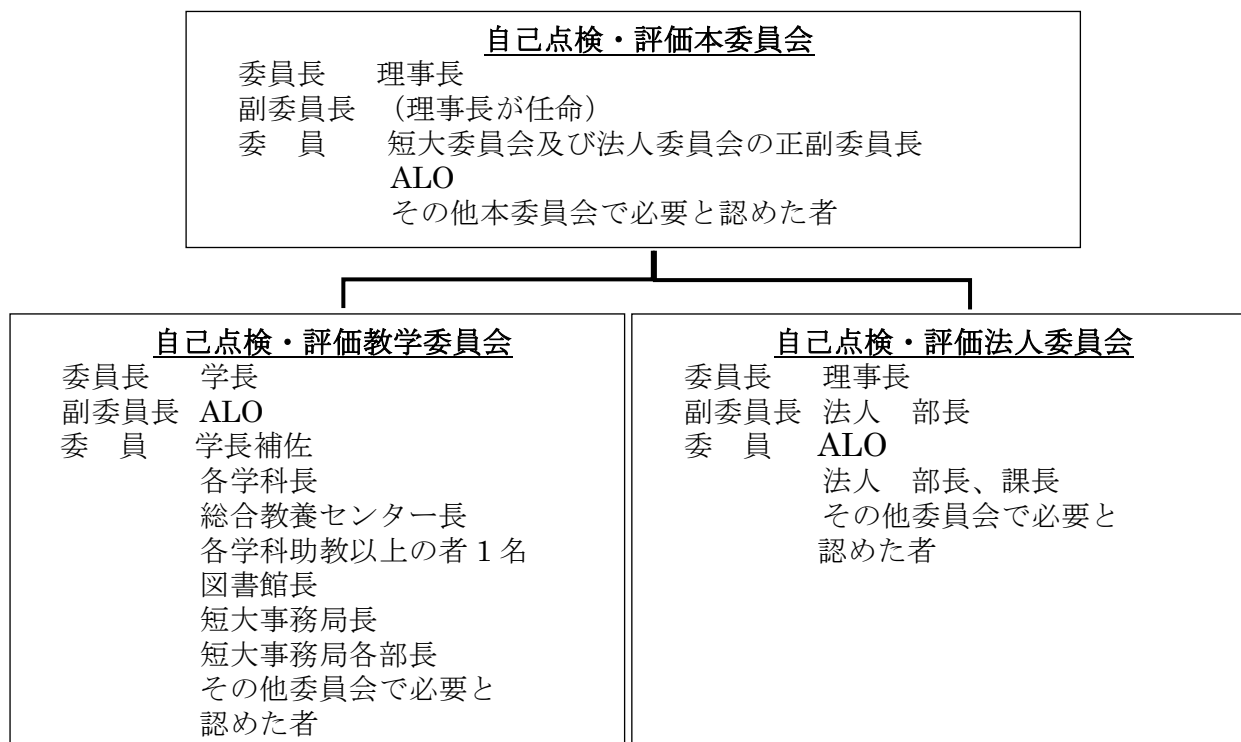 自己点検・評価本委員会
委員長　理事長
副委員長　（理事長が任命）
委　員　短大委員会及び法人委員会の正副委員長
ALO
その他本委員会で必要と認めた者
自己点検・評価教学委員会
委員長　学長
副委員長　ALO
委　員　学長補佐
各学科長
総合教養センター長
各学科助教以上の者１名
図書館長
短大事務局長
短大事務局各部長
その他委員会で必要と
認めた者
自己点検・評価法人委員会
委員長　理事長
副委員長　法人　部長
委　員　ALO
法人　部長、課長
その他委員会で必要と
認めた者